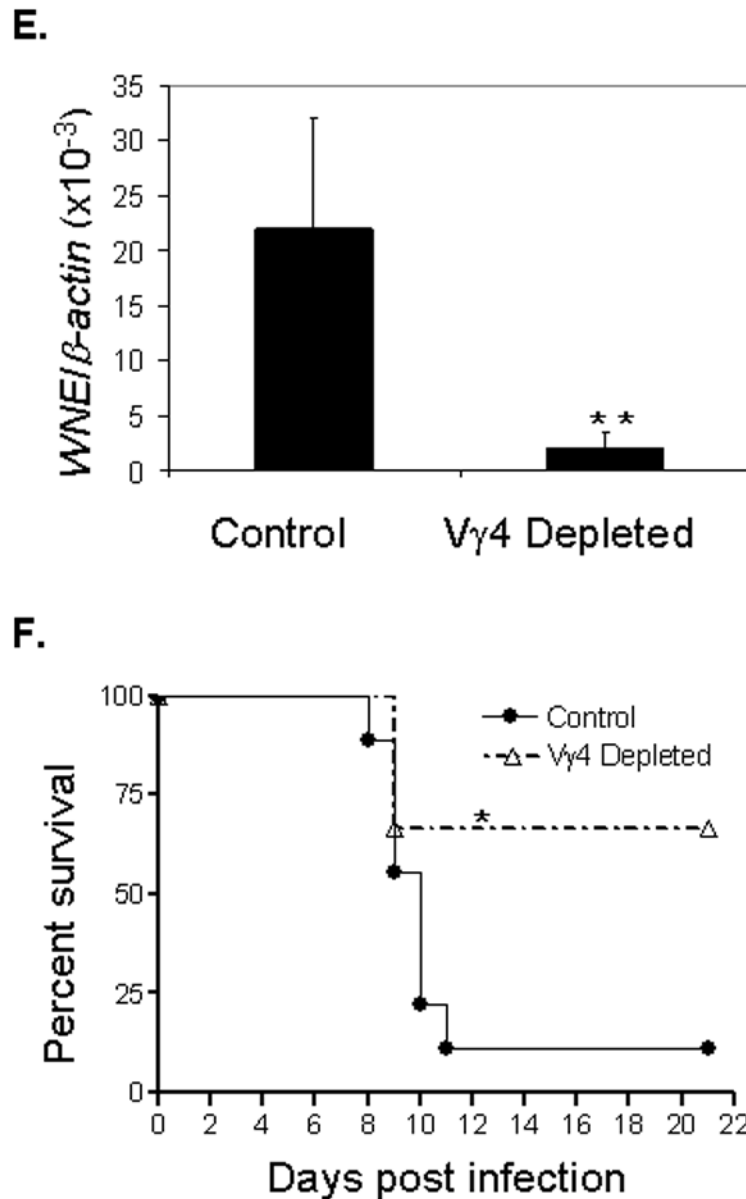 E.
WNE/β-actin (x10⁻³)
35
30
25
20
15
10
5
0
* *
Control
Vγ4 Depleted
F.
Percent survival
100
75
50
25
0
Control
Vγ4 Depleted
*
0 2 4 6 8 10 12 14 16 18 20 22
Days post infection